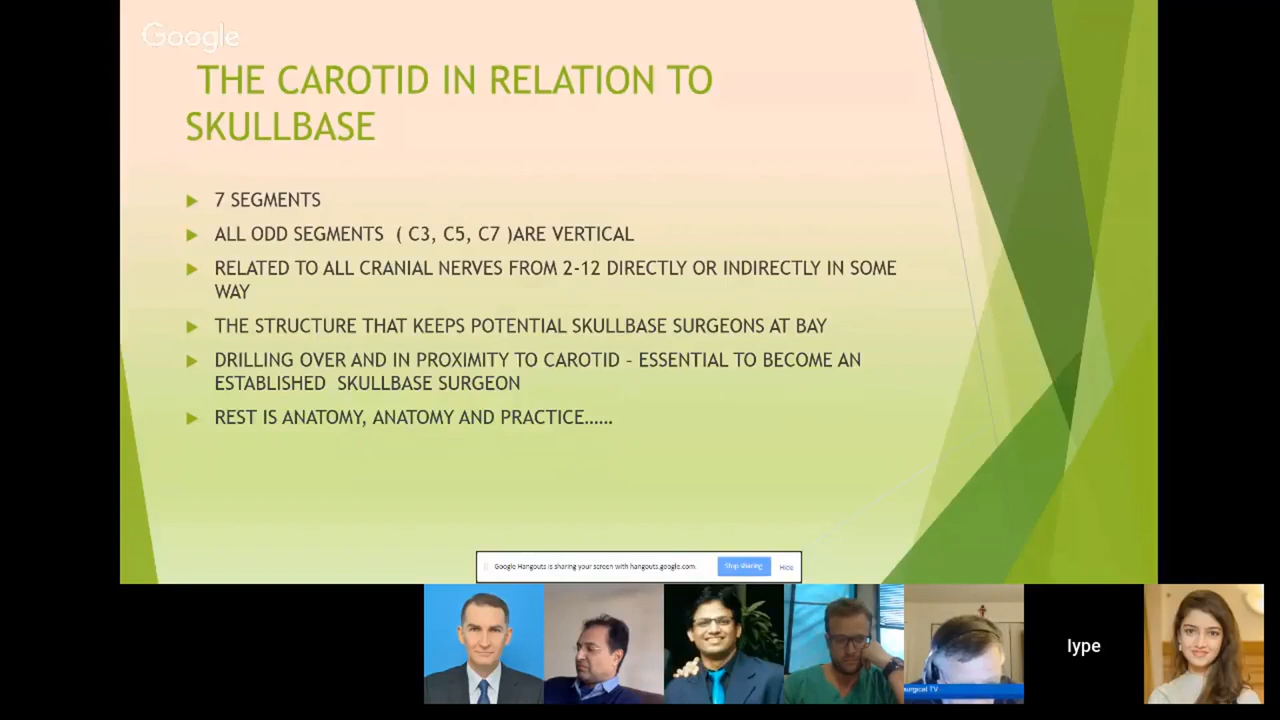 Google
THE CAROTID IN RELATION TO
SKULLBASE
7 SEGMENTS
ALL ODD SEGMENTS ( C3, C5, C7 )ARE VERTICAL
RELATED TO ALL CRANIAL NERVES FROM 2-12 DIRECTLY OR INDIRECTLY IN SOME
WAY
THE STRUCTURE THAT KEEPS POTENTIAL SKULLBASE SURGEONS AT BAY
DRILLING OVER AND IN PROXIMITY TO CAROTID – ESSENTIAL TO BECOME AN
ESTABLISHED SKULLBASE SURGEON
REST IS ANATOMY, ANATOMY AND PRACTICE......
Google Hangouts is sharing your screen with hangouts.google.com.
Stop sharing
Hide
surgical TV
Iype